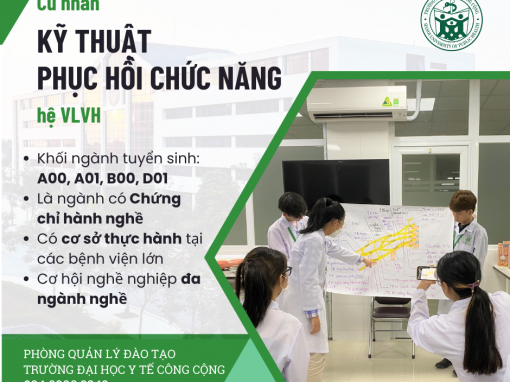 Cử nhân
KỸ THUẬT
PHỤC HỒI CHỨC NĂNG
hệ VLVH
Khối ngành tuyển sinh:
A00, A01, B00, D01
Là ngành có Chứng
chỉ hành nghề
Có cơ sở thực hành tại
các bệnh viện lớn
Cơ hội nghề nghiệp đa
ngành nghề
PHÒNG QUẢN LÝ ĐÀO TẠO
TRƯỜNG ĐẠI HỌC Y TẾ CÔNG CỘNG